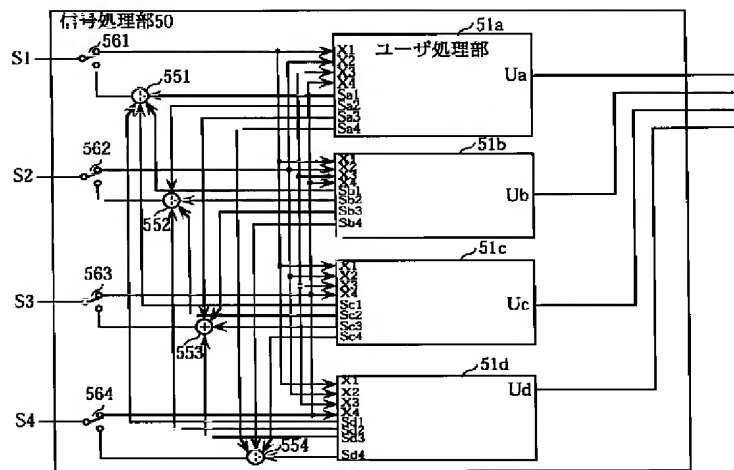 信号処理部50
S1
561
551
51a
ユーザ処理部
X1
X2
X3
X4
Sa1
Sa2
Sa3
Sa4
Ua
S2
562
552
51b
X1
X2
X3
X4
Sb1
Sb2
Sb3
Sb4
Ub
S3
563
553
51c
X1
X2
X3
X4
Sc1
Sc2
Sc3
Sc4
Uc
S4
564
554
51d
X1
X2
X3
X4
Sd1
Sd2
Sd3
Sd4
Ud